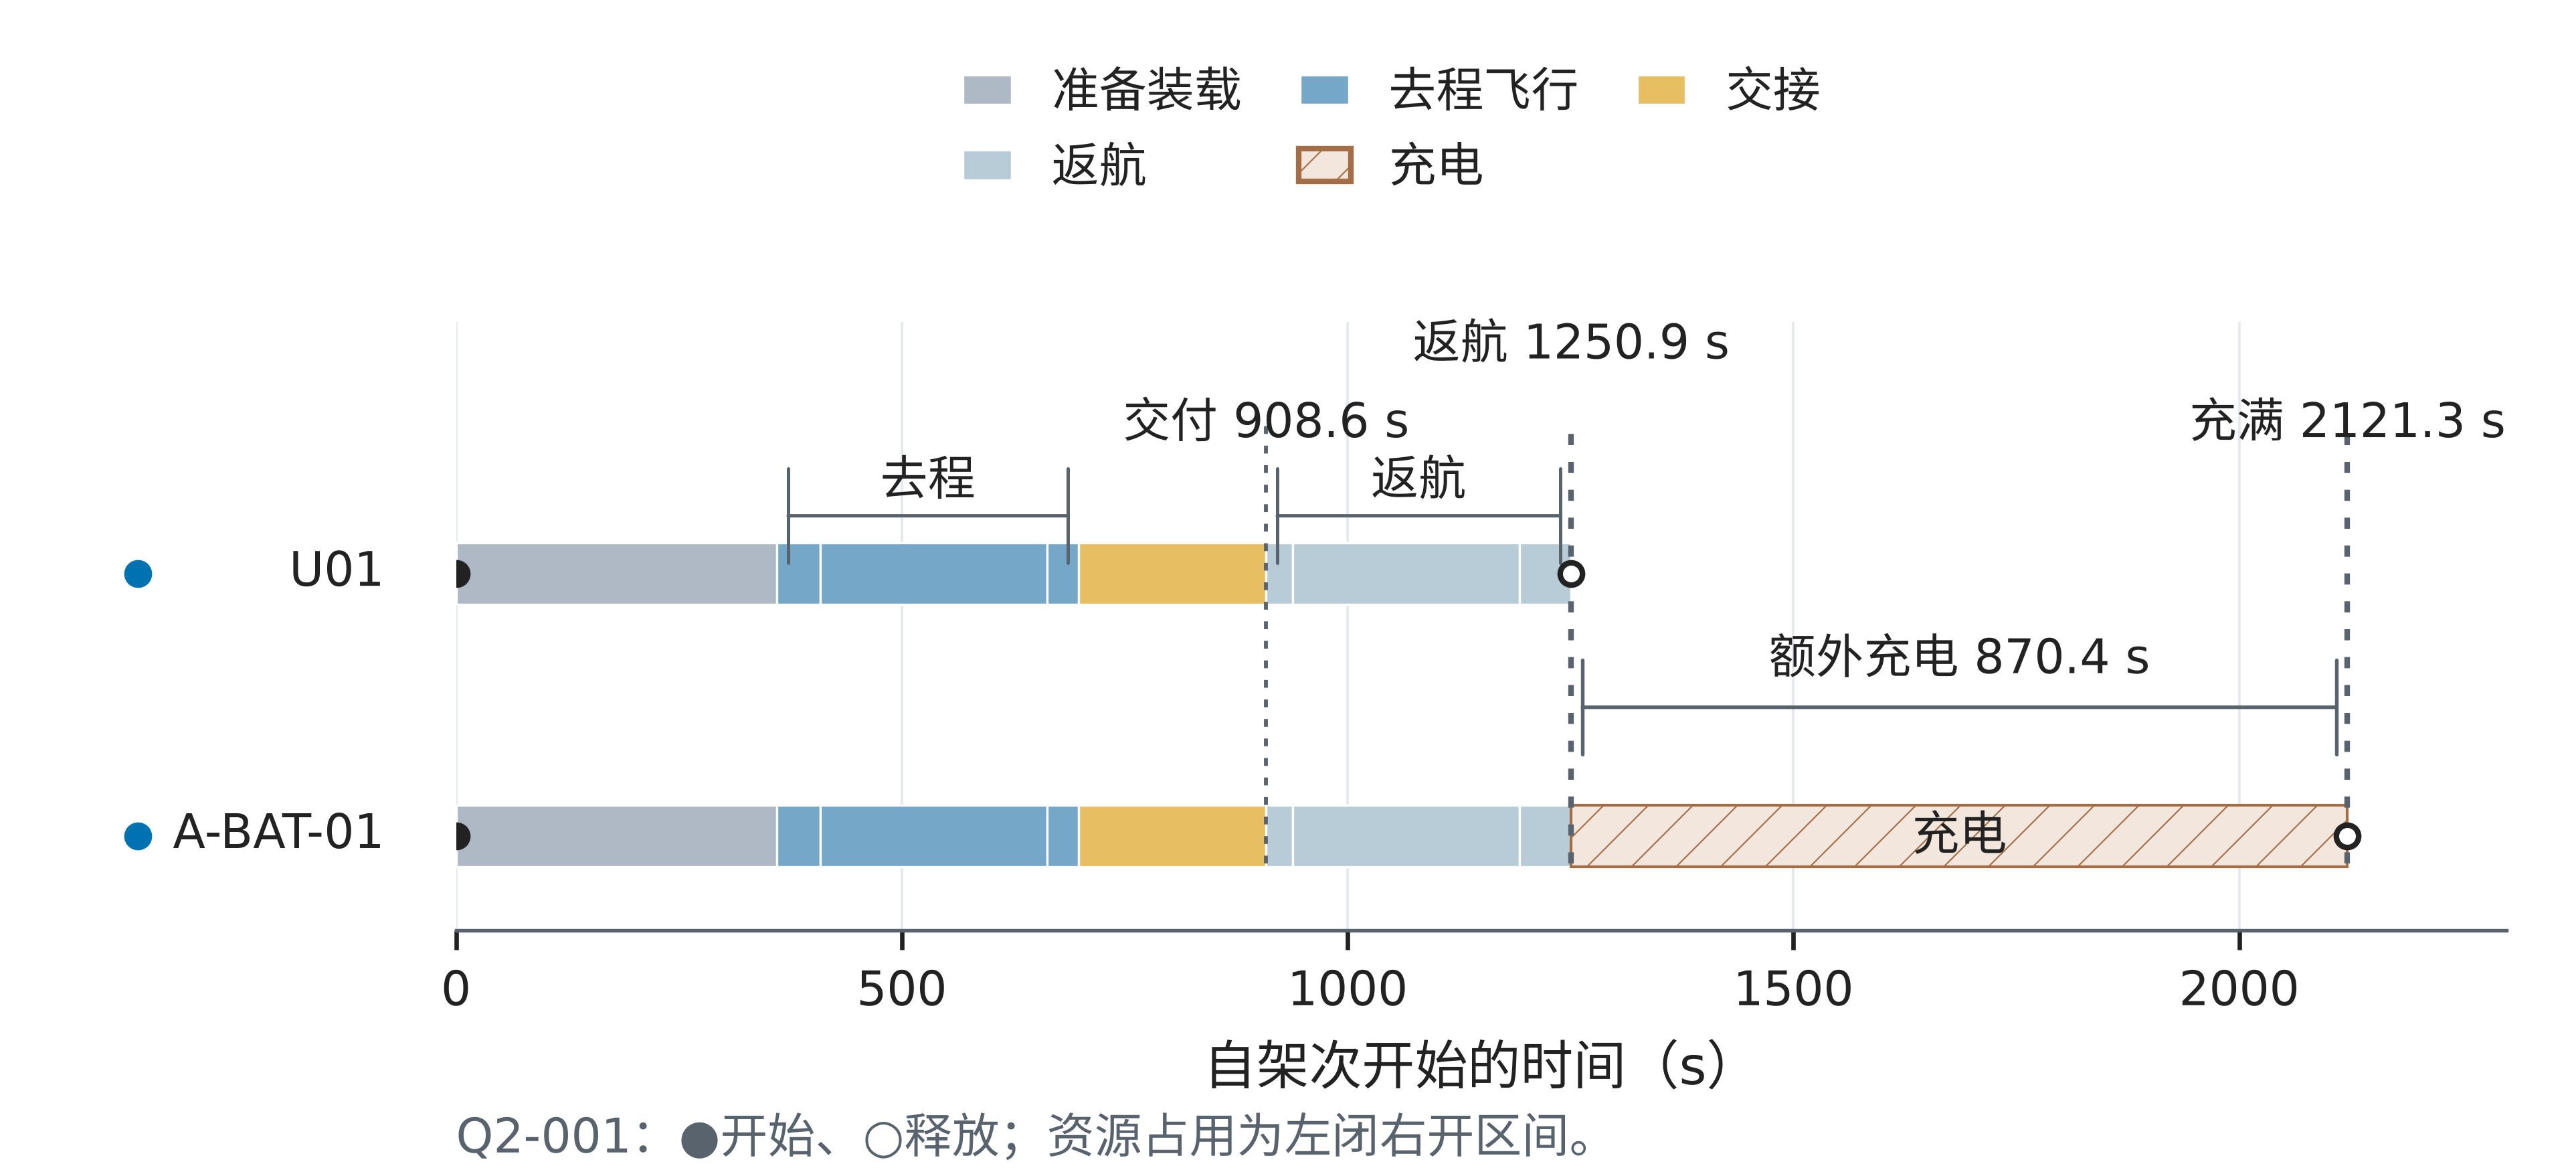 准备装载 去程飞行 交接
返航 充电
返航 1250.9 s
交付 908.6 s 充满 2121.3 s
去程 返航
U01
额外充电 870.4 s
A-BAT-01 充电
0 500 1000 1500 2000
自架次开始的时间（s）
Q2-001：●开始、○释放；资源占用为左闭右开区间。